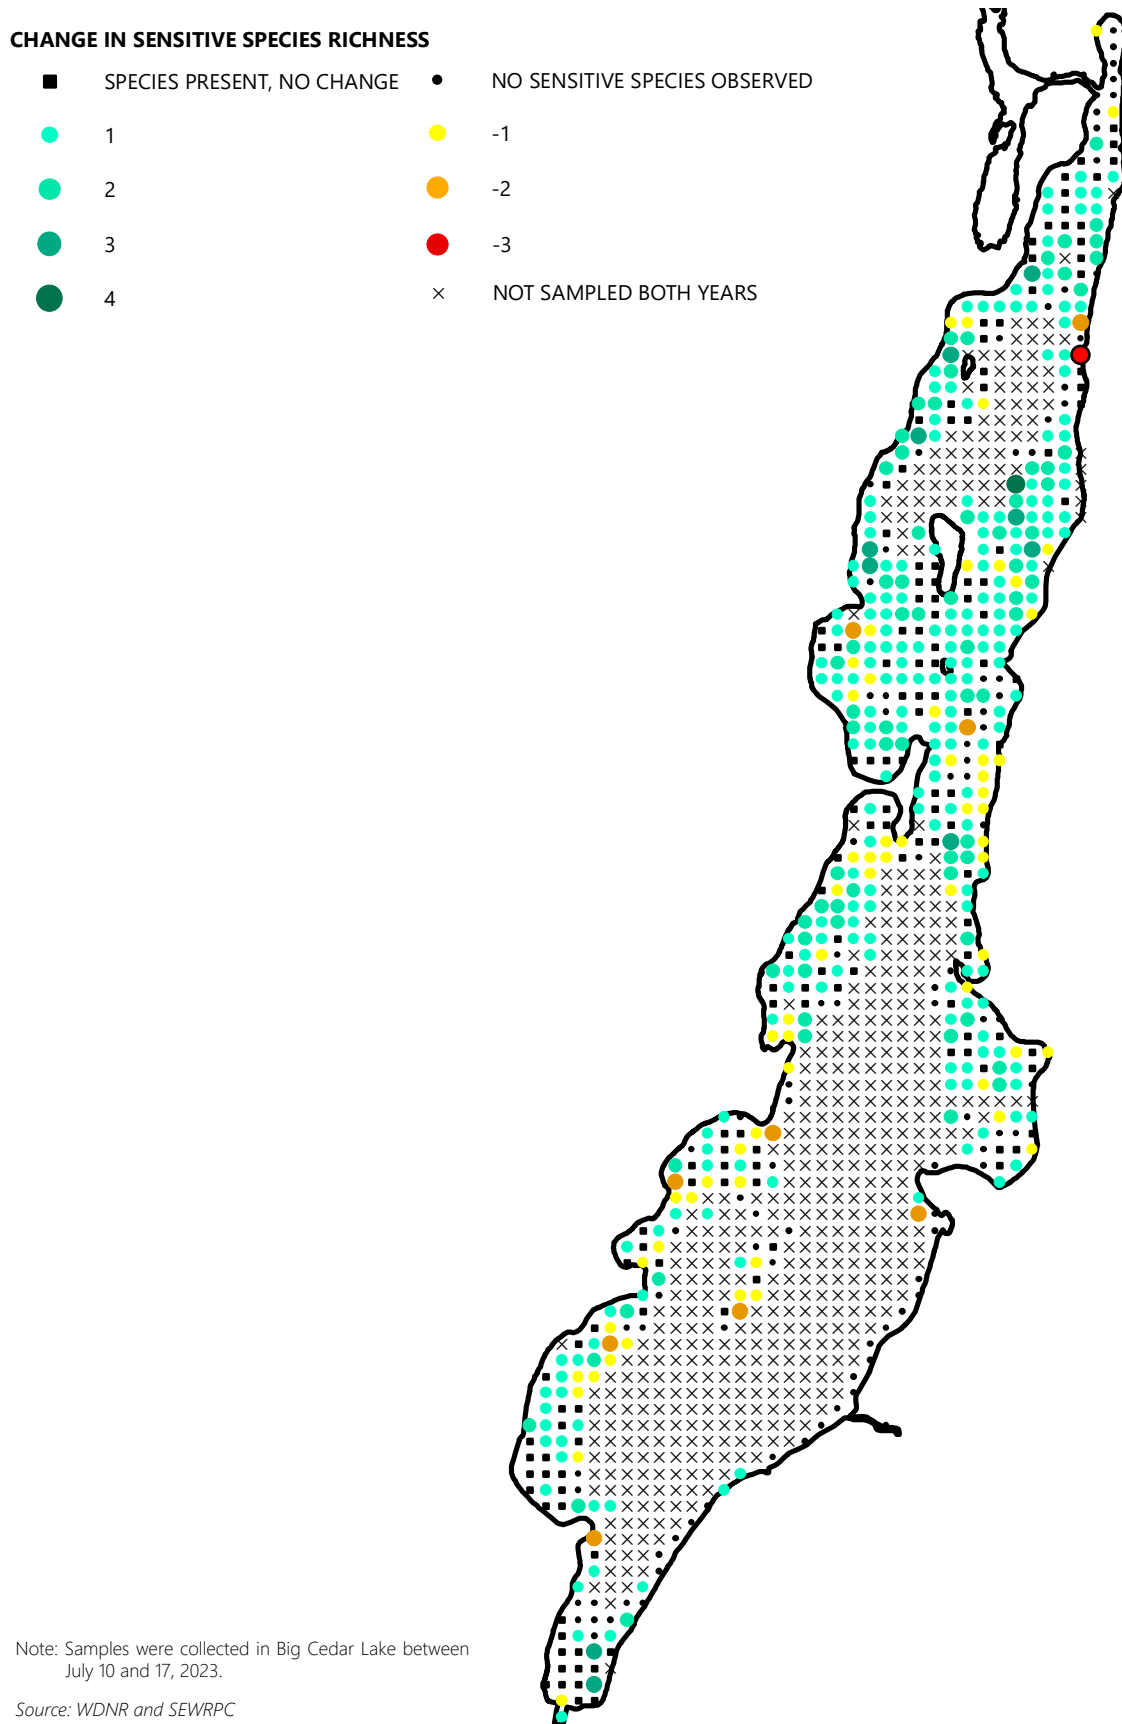 CHANGE IN SENSITIVE SPECIES RICHNESS
SPECIES PRESENT, NO CHANGE
NO SENSITIVE SPECIES OBSERVED
1
-1
2
-2
3
-3
4
NOT SAMPLED BOTH YEARS
Note: Samples were collected in Big Cedar Lake between
July 10 and 17, 2023.
Source: WDNR and SEWRPC